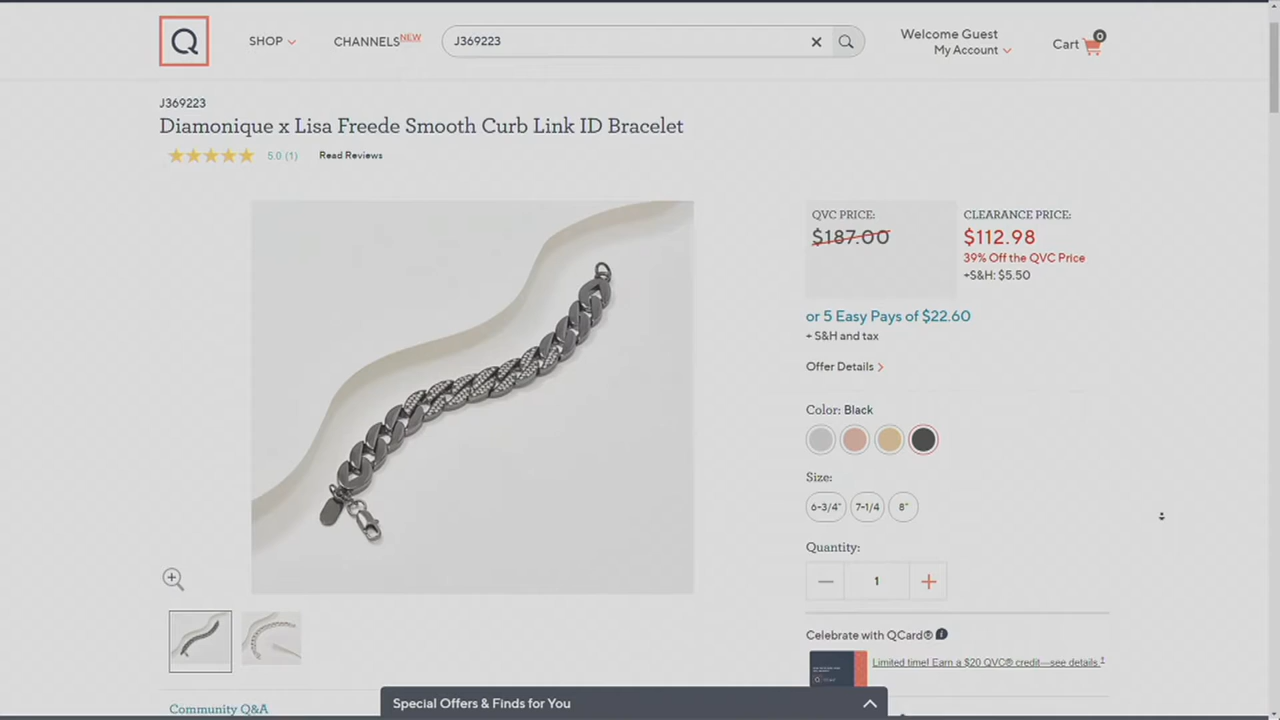 Q
SHOP
CHANNELS NEW
J369223
Welcome Guest
My Account
Cart
0
J369223
Diamonique x Lisa Freede Smooth Curb Link ID Bracelet
5.0 (1)
Read Reviews
QVC PRICE:
$187.00
CLEARANCE PRICE:
$112.98
39% Off the QVC Price
+S&H: $5.50
or 5 Easy Pays of $22.60
+ S&H and tax
Offer Details
Color: Black
Size:
6-3/4"
7-1/4
8"
Quantity:
1
Celebrate with QCard®
Limited time! Earn a $20 QVC® credit—see details.‡
Community Q&A
Special Offers & Finds for You